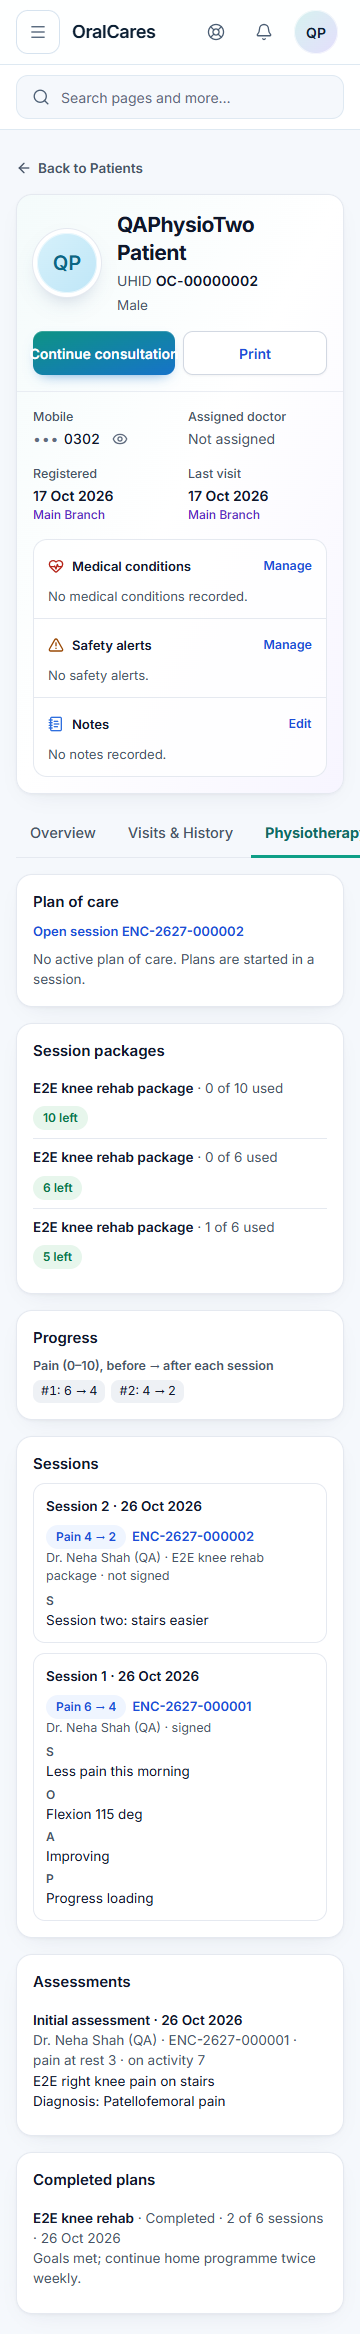 OralCares
QP
Search pages and more...
Back to Patients
QP
QAPhysioTwo
Patient
UHID OC-00000002
Male
Continue consultation
Print
Mobile
Assigned doctor
••• 0302
Not assigned
Registered
Last visit
17 Oct 2026
17 Oct 2026
Main Branch
Main Branch
Medical conditions
Manage
No medical conditions recorded.
Safety alerts
Manage
No safety alerts.
Notes
Edit
No notes recorded.
Overview
Visits & History
Physiotherap
Plan of care
Open session ENC-2627-000002
No active plan of care. Plans are started in a
session.
Session packages
E2E knee rehab package · 0 of 10 used
10 left
E2E knee rehab package · 0 of 6 used
6 left
E2E knee rehab package · 1 of 6 used
5 left
Progress
Pain (0–10), before → after each session
#1: 6 → 4
#2: 4 → 2
Sessions
Session 2 · 26 Oct 2026
Pain 4 → 2 ENC-2627-000002
Dr. Neha Shah (QA) · E2E knee rehab
package · not signed
S
Session two: stairs easier
Session 1 · 26 Oct 2026
Pain 6 → 4 ENC-2627-000001
Dr. Neha Shah (QA) · signed
S
Less pain this morning
O
Flexion 115 deg
A
Improving
P
Progress loading
Assessments
Initial assessment · 26 Oct 2026
Dr. Neha Shah (QA) · ENC-2627-000001 ·
pain at rest 3 · on activity 7
E2E right knee pain on stairs
Diagnosis: Patellofemoral pain
Completed plans
E2E knee rehab · Completed · 2 of 6 sessions
· 26 Oct 2026
Goals met; continue home programme twice
weekly.